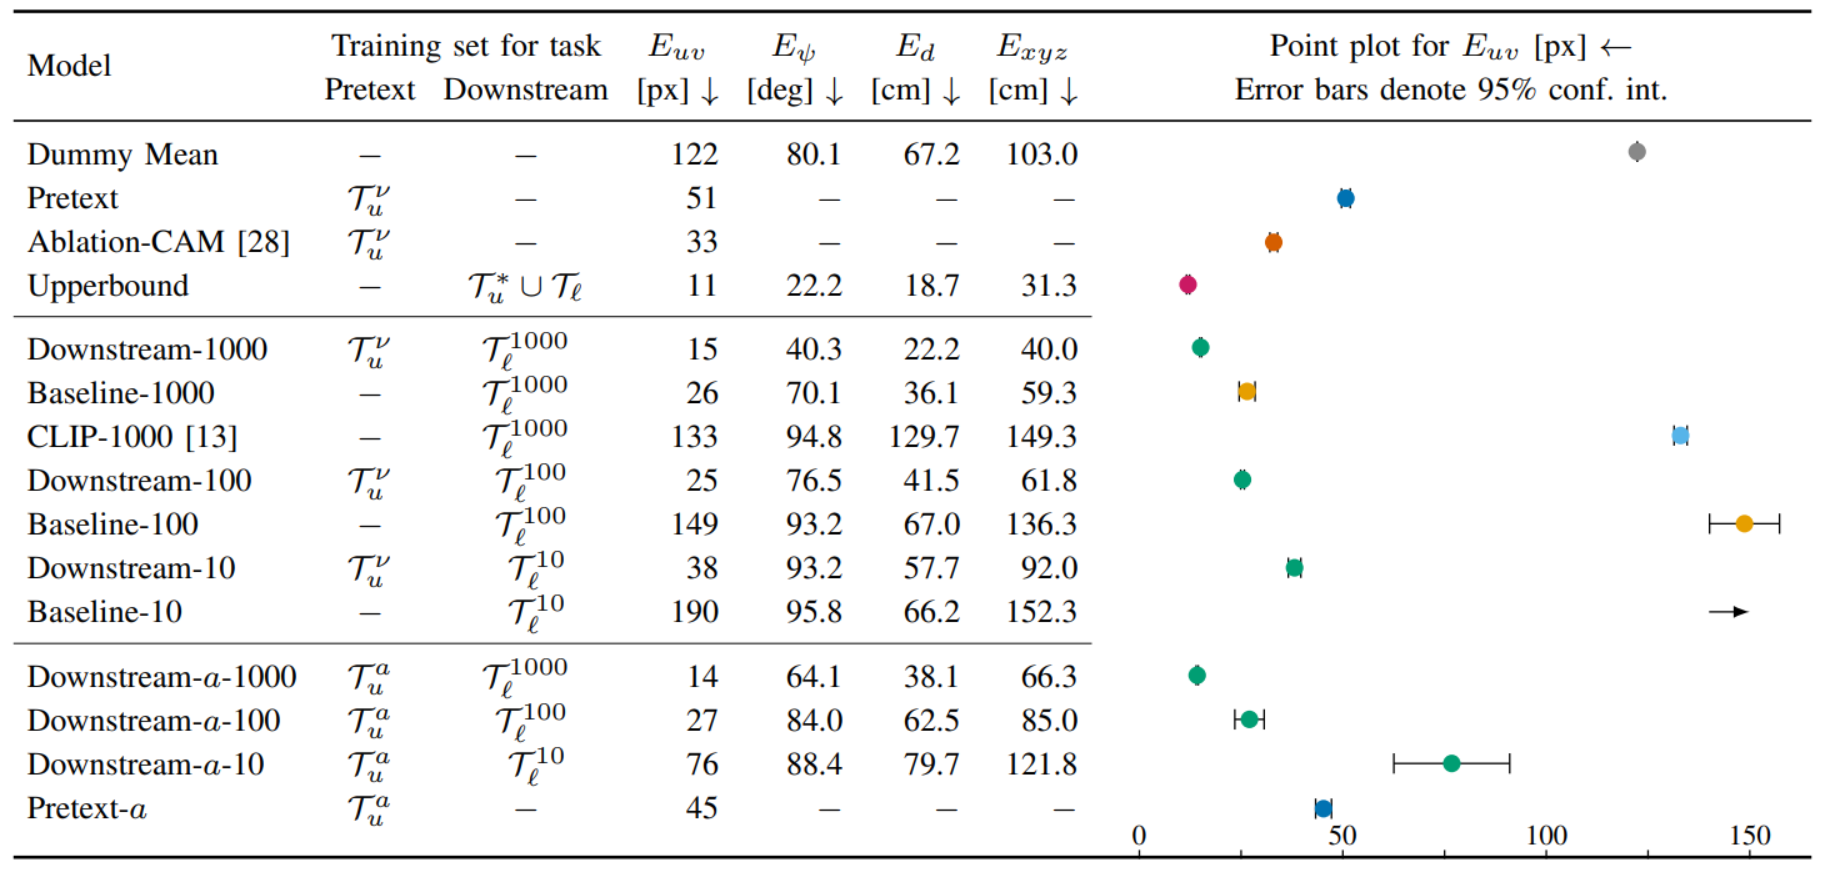 Model Training set for task E_uv E_ψ E_d E_xyz Point plot for E_uv [px] ←
Pretext Downstream [px] ↓ [deg] ↓ [cm] ↓ [cm] ↓ Error bars denote 95% conf. int.
Dummy Mean – – 122 80.1 67.2 103.0
Pretext 𝒯_u^ν – 51 – – –
Ablation-CAM [28] 𝒯_u^ν – 33 – – –
Upperbound – 𝒯_u^* ∪ 𝒯_ℓ 11 22.2 18.7 31.3
Downstream-1000 𝒯_u^ν 𝒯_ℓ^1000 15 40.3 22.2 40.0
Baseline-1000 – 𝒯_ℓ^1000 26 70.1 36.1 59.3
CLIP-1000 [13] – 𝒯_ℓ^1000 133 94.8 129.7 149.3
Downstream-100 𝒯_u^ν 𝒯_ℓ^100 25 76.5 41.5 61.8
Baseline-100 – 𝒯_ℓ^100 149 93.2 67.0 136.3
Downstream-10 𝒯_u^ν 𝒯_ℓ^10 38 93.2 57.7 92.0
Baseline-10 – 𝒯_ℓ^10 190 95.8 66.2 152.3
Downstream-a-1000 𝒯_u^a 𝒯_ℓ^1000 14 64.1 38.1 66.3
Downstream-a-100 𝒯_u^a 𝒯_ℓ^100 27 84.0 62.5 85.0
Downstream-a-10 𝒯_u^a 𝒯_ℓ^10 76 88.4 79.7 121.8
Pretext-a 𝒯_u^a – 45 – – –
0 50 100 150